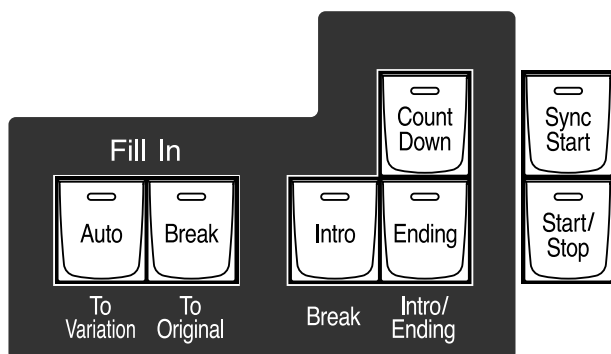 Count
Down
Sync
Start
Fill In
Auto
Break
Intro
Ending
Start/
Stop
To
Variation
To
Original
Break
Intro/
Ending